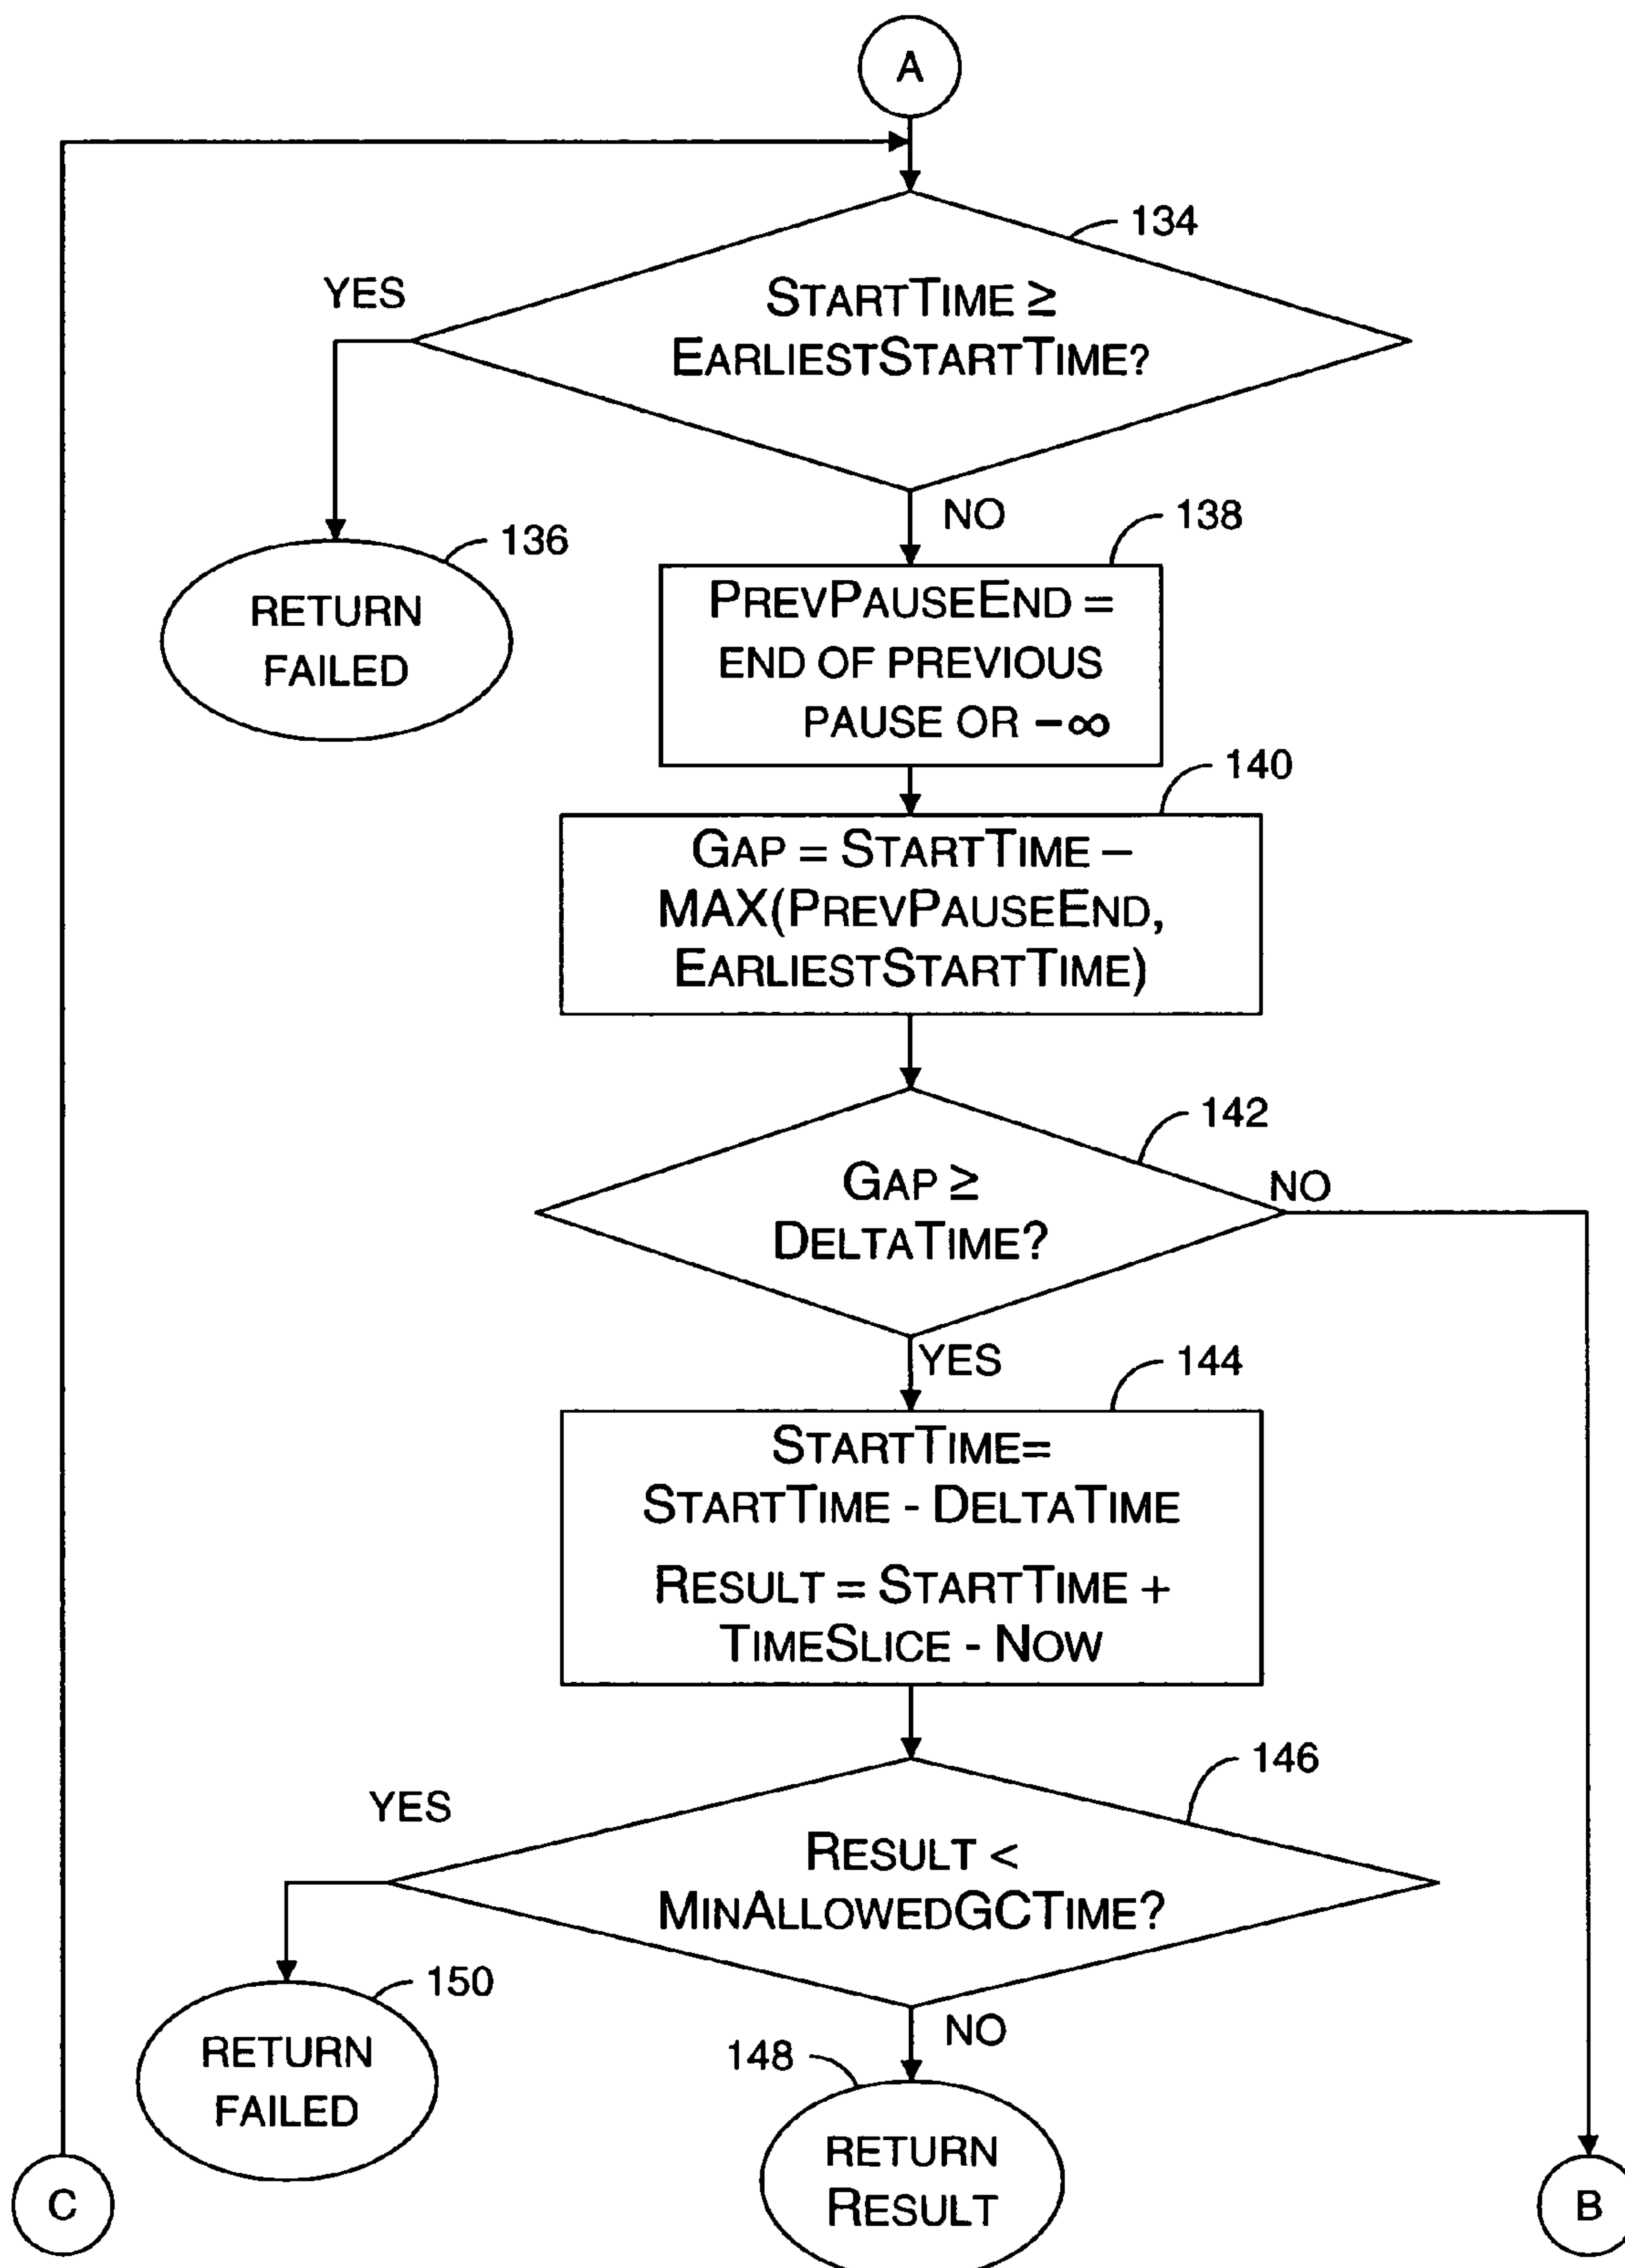 A
134
YES
STARTTIME ≥
EARLIESTSTARTTIME?
NO
138
136
RETURN
FAILED
PREVPAUSEEND =
END OF PREVIOUS
PAUSE OR −∞
140
GAP = STARTTIME −
MAX(PREVPAUSEEND,
EARLIESTSTARTTIME)
142
GAP ≥
DELTATIME?
NO
YES
144
STARTTIME=
STARTTIME - DELTATIME
RESULT = STARTTIME +
TIMESLICE - NOW
146
YES
RESULT <
MINALLOWEDGCTIME?
150
RETURN
FAILED
NO
148
RETURN
RESULT
C
B